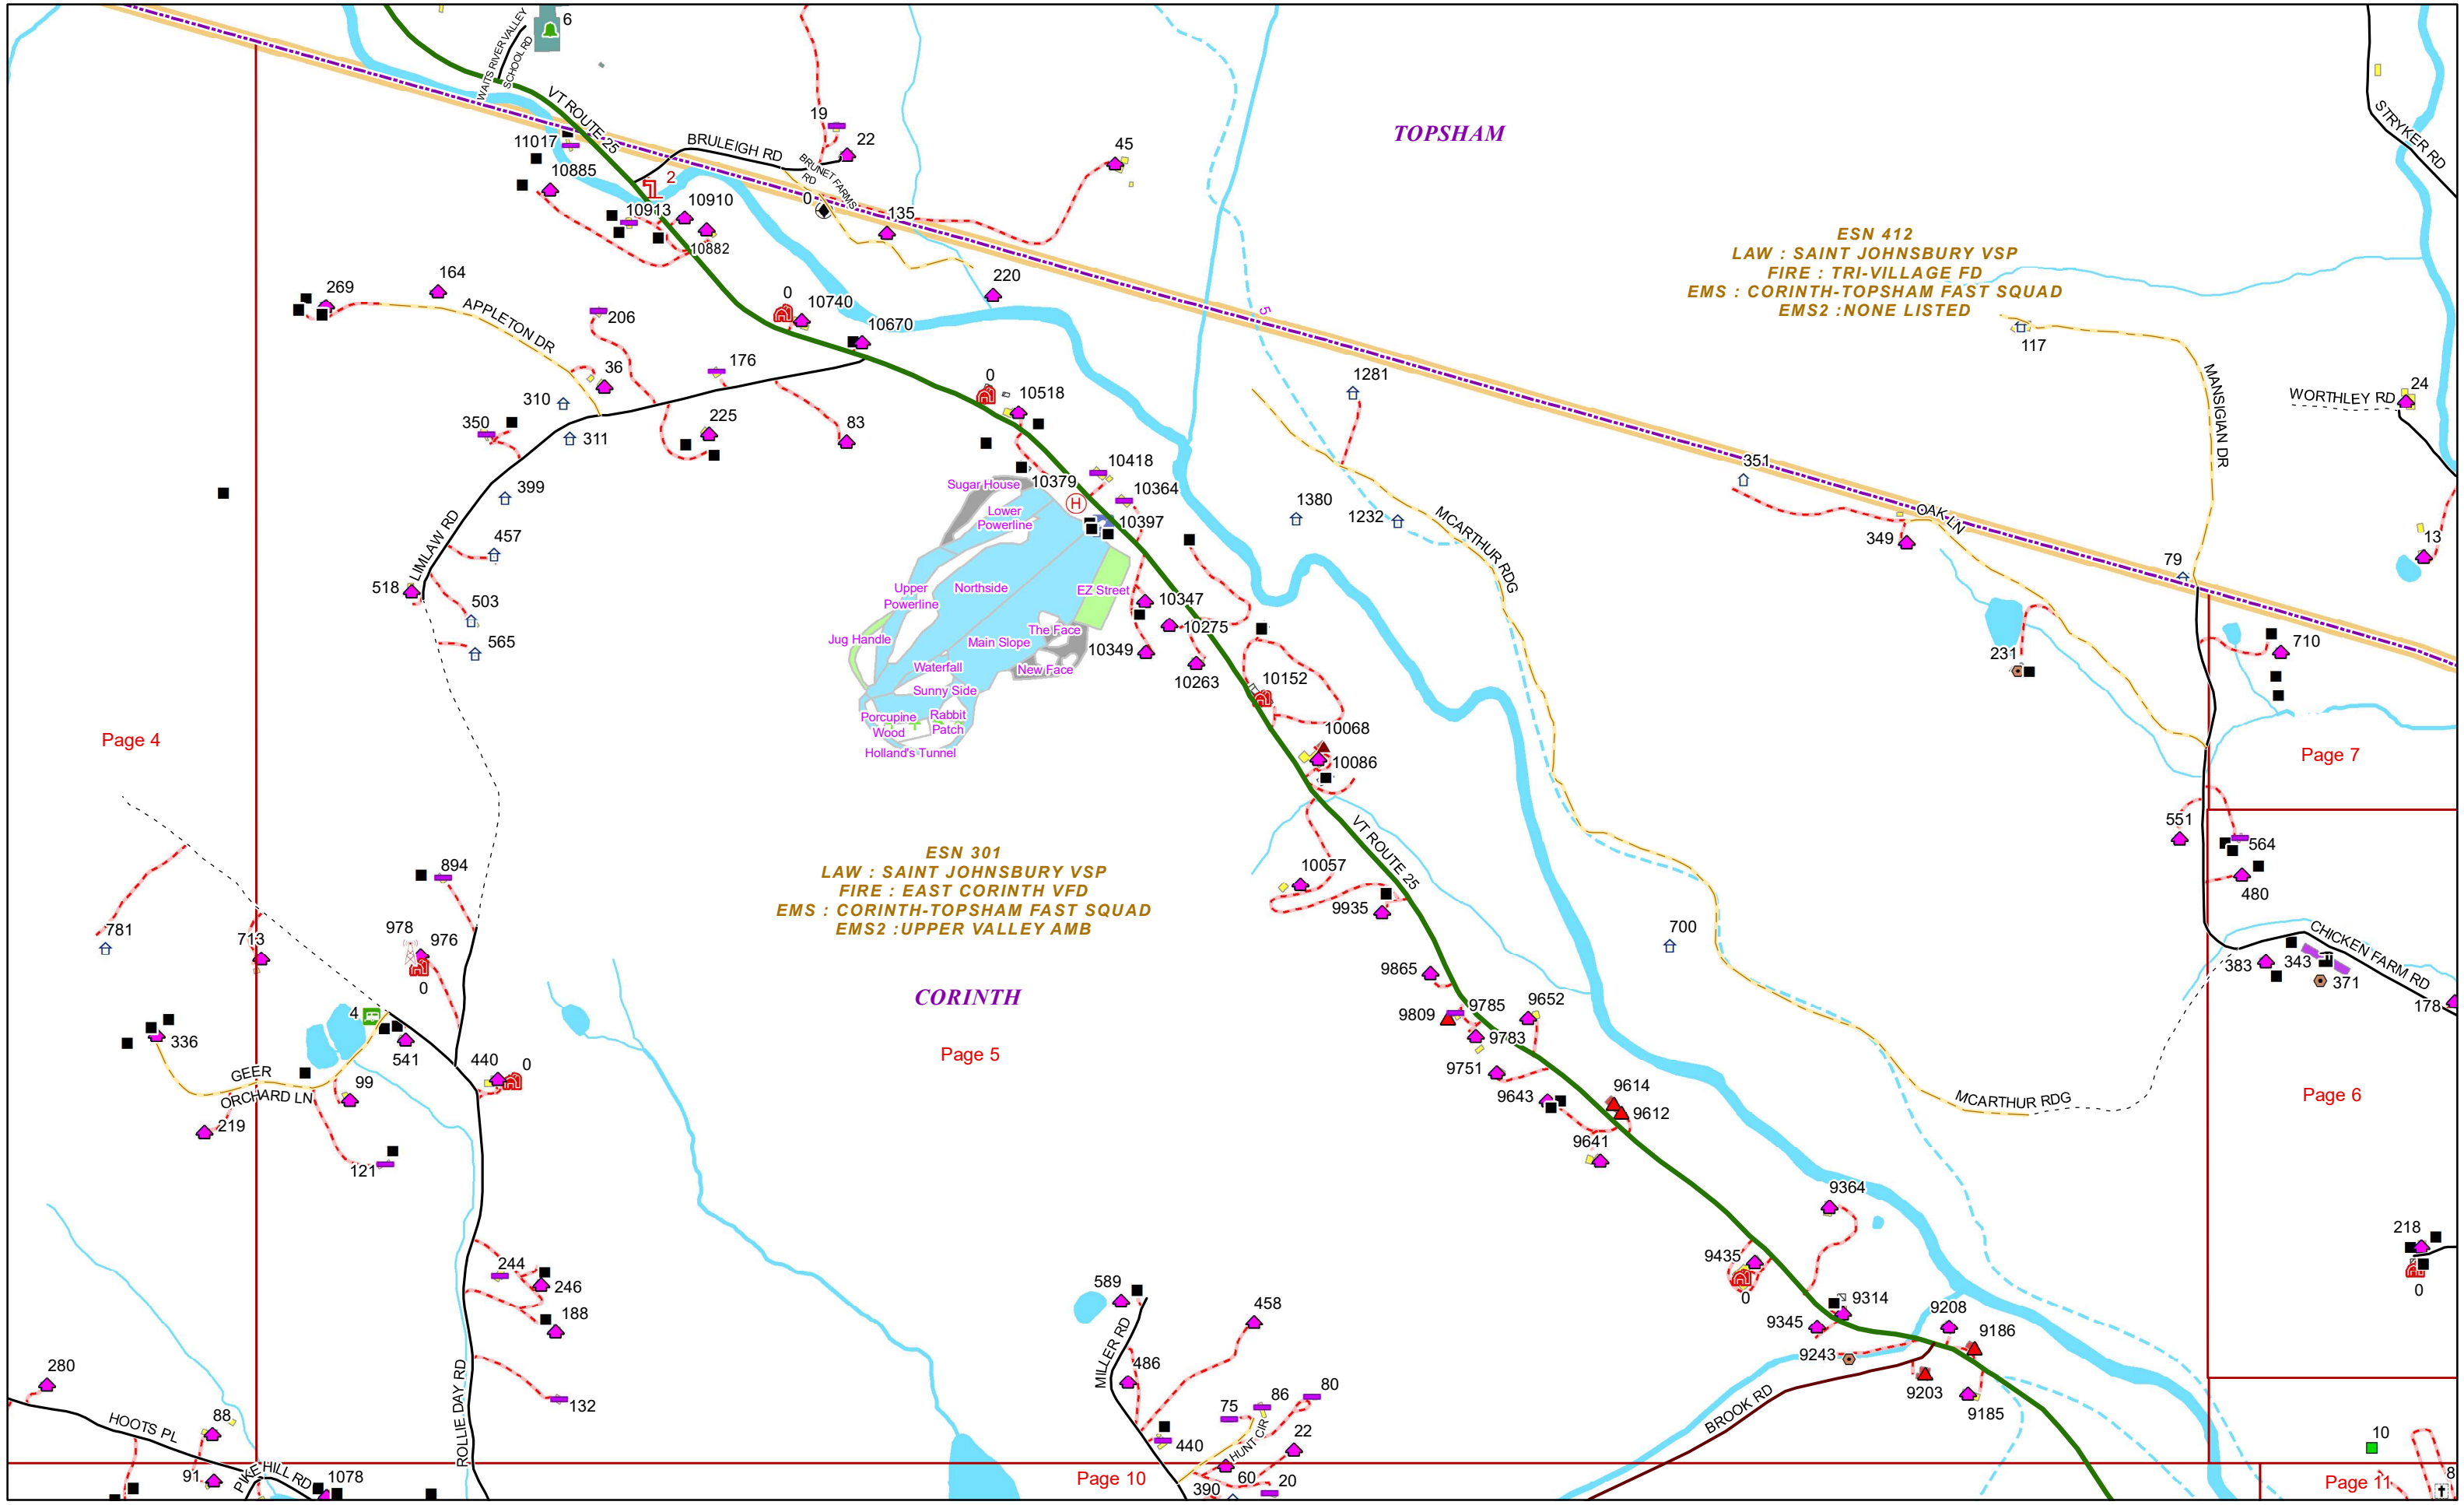 6
WAITS RIVER VALLEY
SCHOOL RD
VT ROUTE 25
11017
10885
2
BRULEIGH RD
19
22
BRUNET FARMS
RD
0
135
45
TOPSHAM
STRYKER RD
10913
10910
10882
220
5
ESN 412
LAW : SAINT JOHNSBURY VSP
FIRE : TRI-VILLAGE FD
EMS : CORINTH-TOPSHAM FAST SQUAD
EMS2 :NONE LISTED
117
MANSIGIAN DR
WORTHLEY RD
24
269
164
APPLETON DR
206
36
310
311
350
176
225
83
0
10740
10670
0
10518
1281
399
457
LIMLAW RD
518
503
565
Sugar House
10379
H
10418
10364
10397
Lower
Powerline
Upper
Powerline
Northside
EZ Street
Jug Handle
The Face
Main Slope
New Face
Waterfall
Sunny Side
Porcupine
Wood
Rabbit
Patch
Holland's Tunnel
10347
10275
10349
10263
10152
1380
1232
MCARTHUR RDG
351
349
OAK LN
79
13
231
710
Page 4
Page 7
10068
10086
VT ROUTE 25
10057
9935
551
564
480
ESN 301
LAW : SAINT JOHNSBURY VSP
FIRE : EAST CORINTH VFD
EMS : CORINTH-TOPSHAM FAST SQUAD
EMS2 :UPPER VALLEY AMB
CORINTH
Page 5
894
978
976
0
781
713
4
541
336
GEER
ORCHARD LN
99
219
121
440
0
700
9865
9809
9785
9783
9652
9751
9643
9614
9612
9641
CHICKEN FARM RD
383
343
371
178
MCARTHUR RDG
Page 6
9364
9435
0
218
0
244
246
188
132
ROLLIE DAY RD
589
MILLER RD
486
458
440
75
86
80
HUNT CIR
22
60
20
390
9345
9314
9243
9208
9186
9203
9185
BROOK RD
280
HOOTS PL
88
91
PIKE HILL RD
1078
Page 10
10
Page 11
8